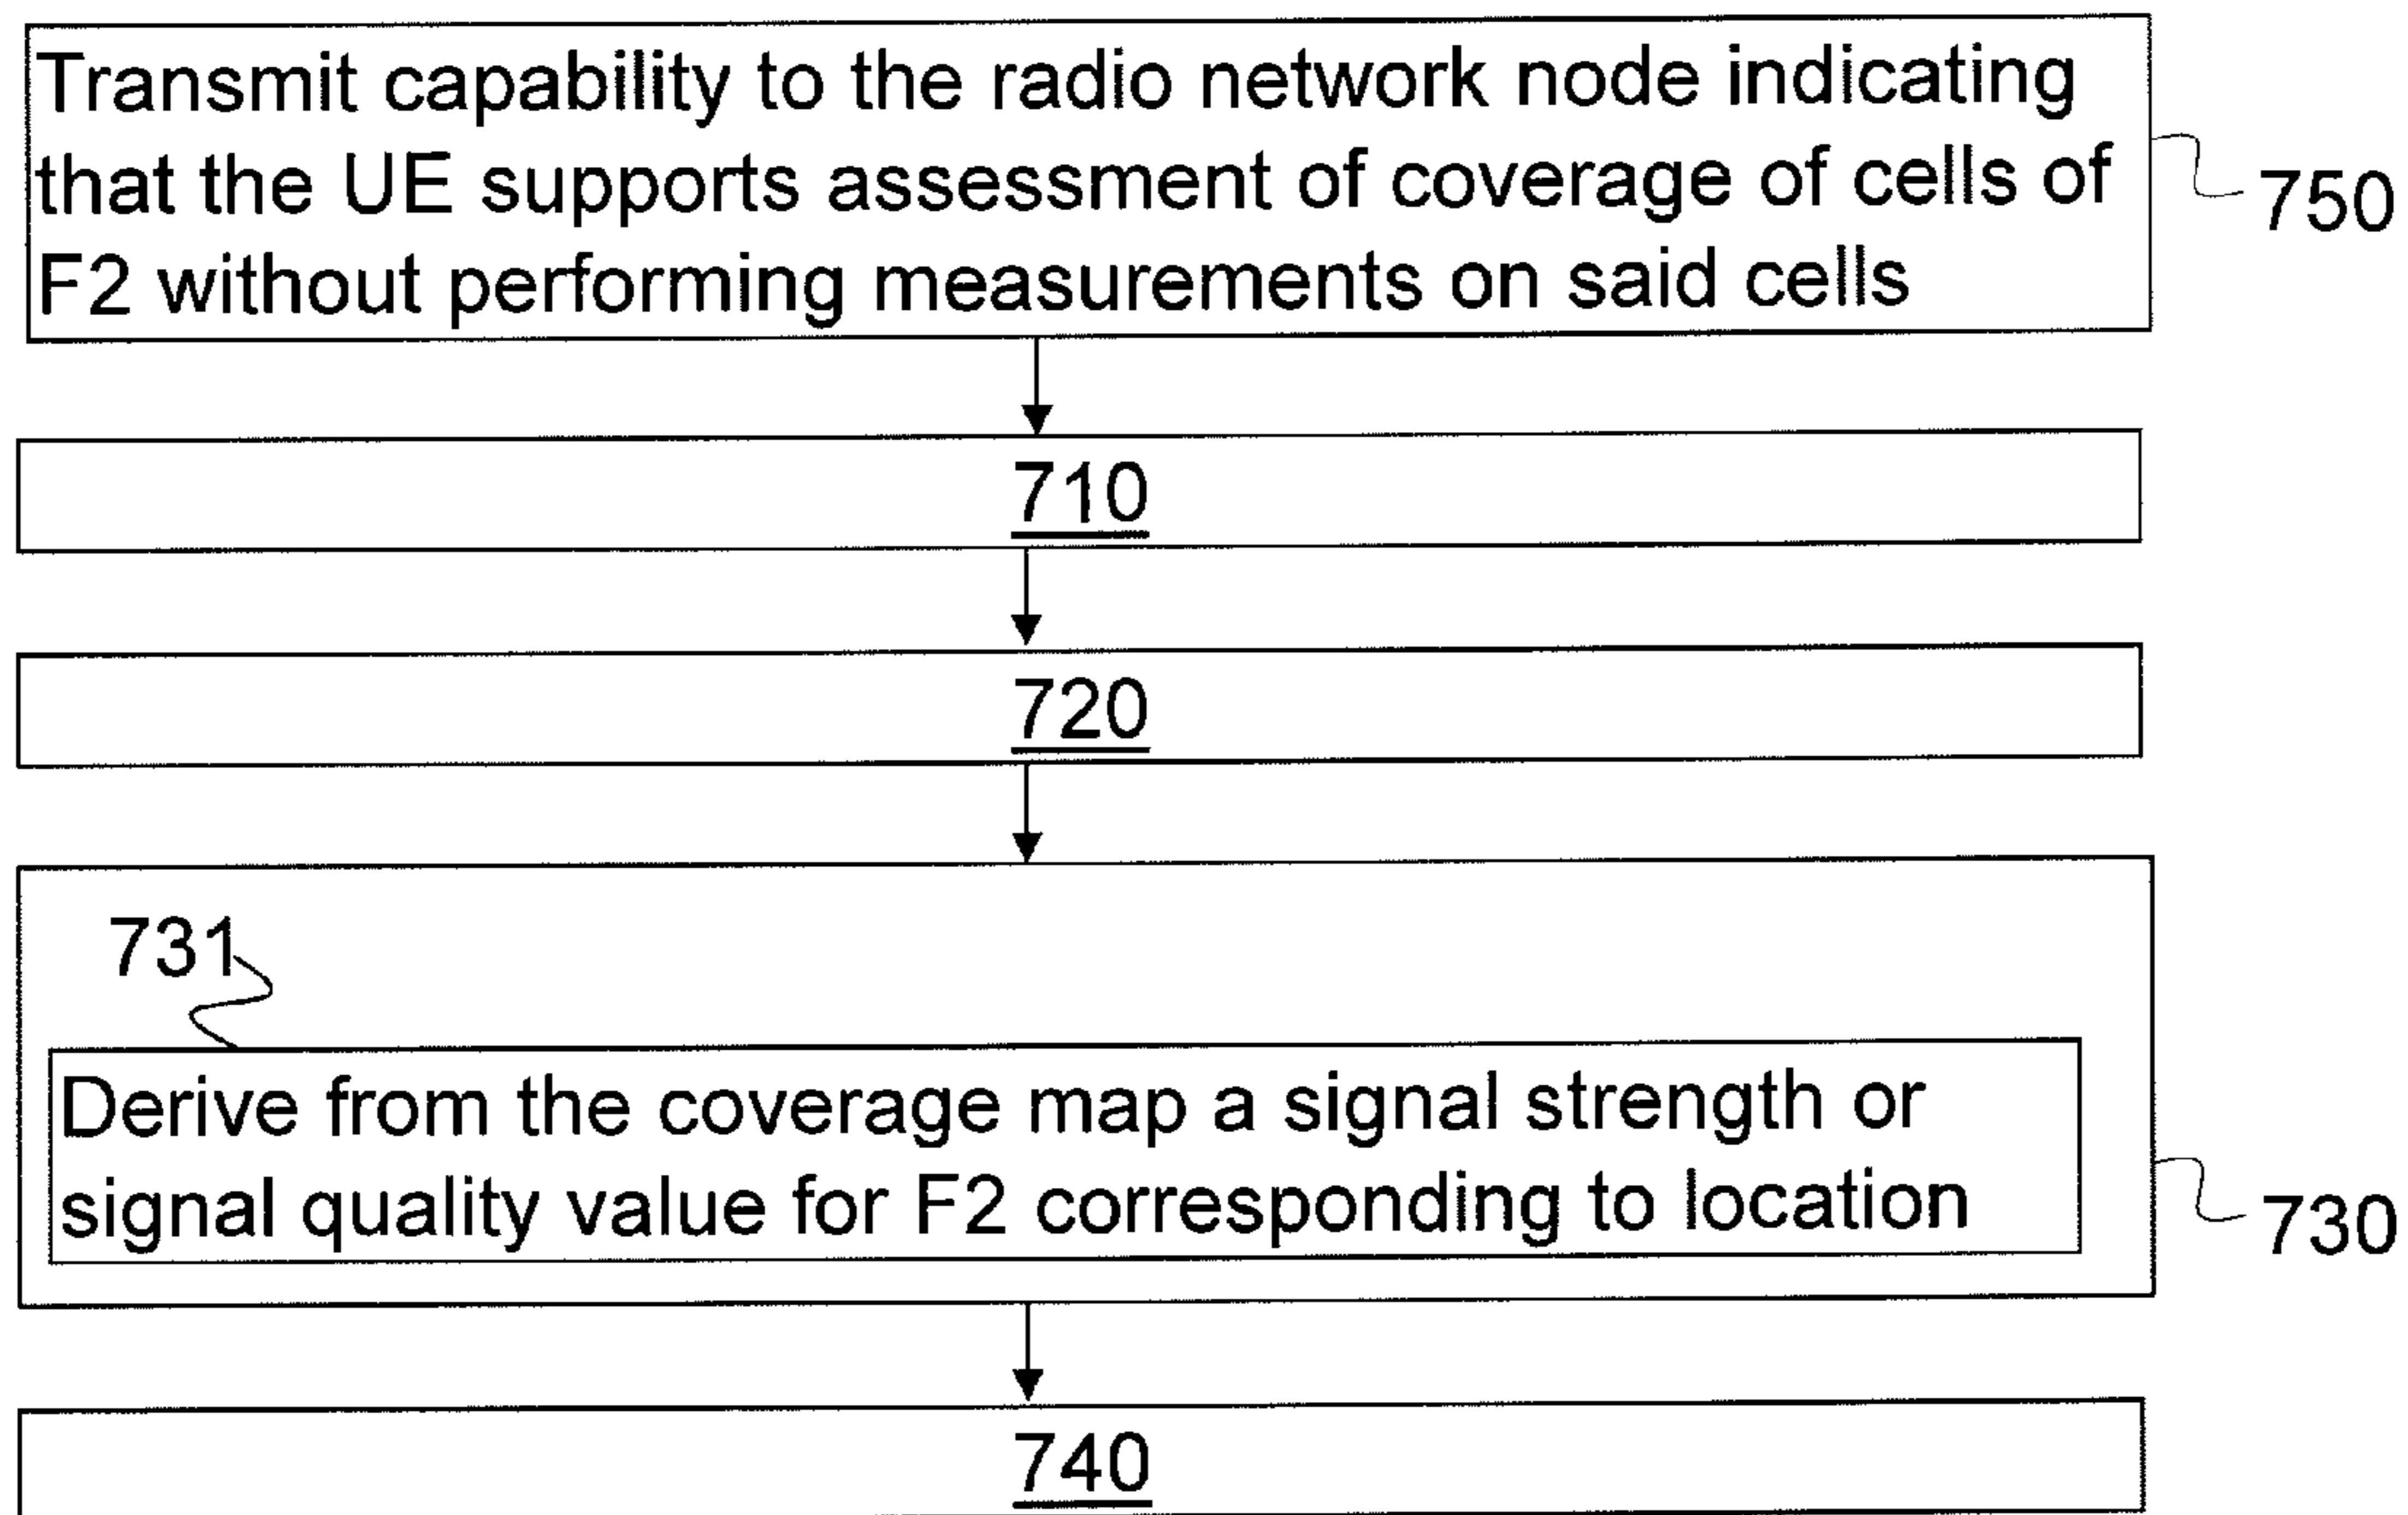 Transmit capability to the radio network node indicating
that the UE supports assessment of coverage of cells of
F2 without performing measurements on said cells
750
710
720
731
Derive from the coverage map a signal strength or
signal quality value for F2 corresponding to location
730
740